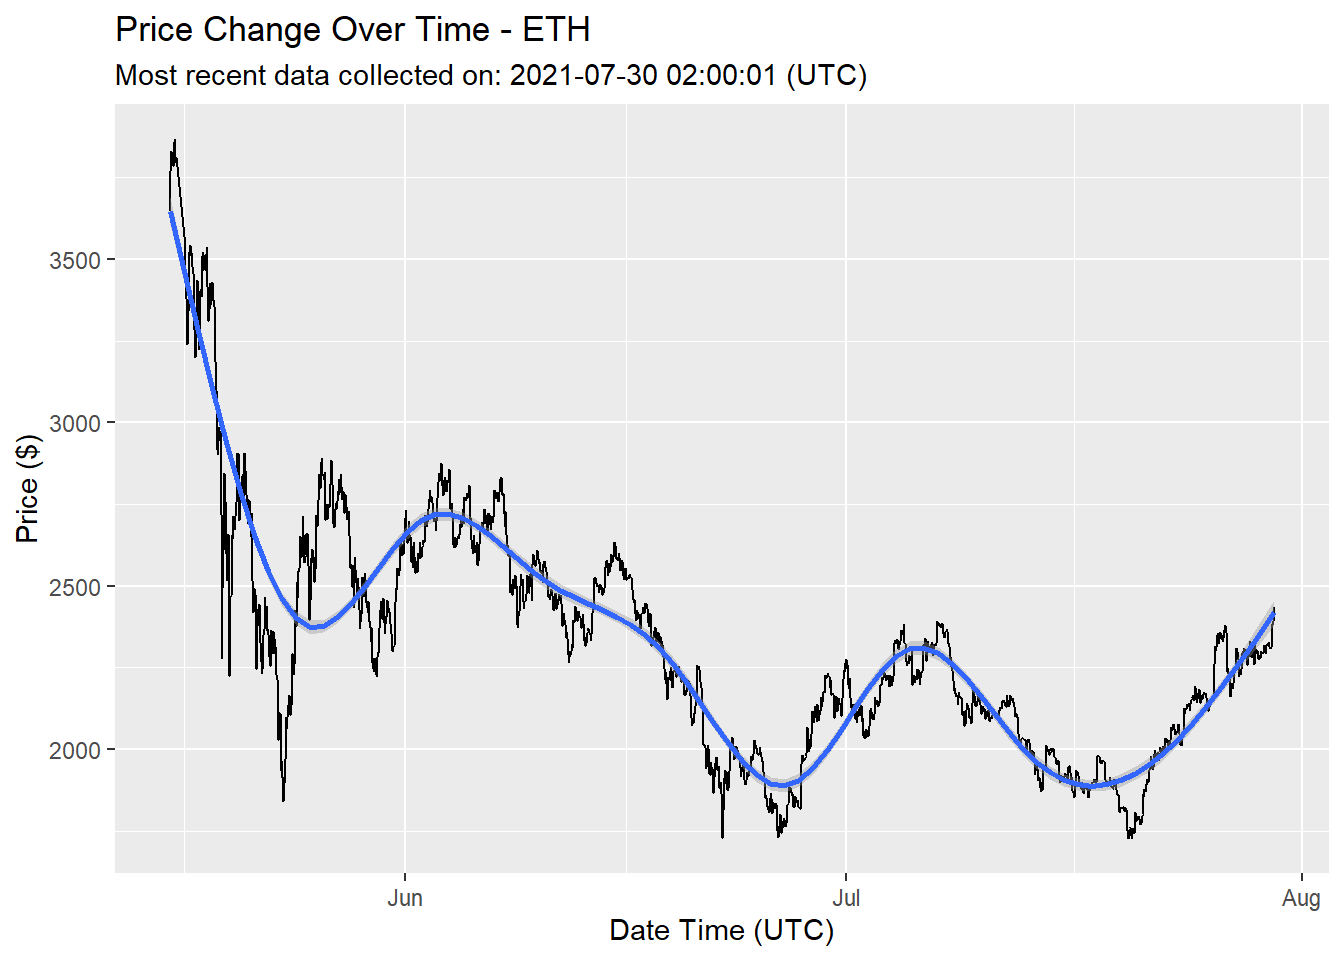 Price Change Over Time - ETH
Most recent data collected on: 2021-07-30 02:00:01 (UTC)
Price ($)
3500
3000
2500
2000
Jun
Jul
Aug
Date Time (UTC)